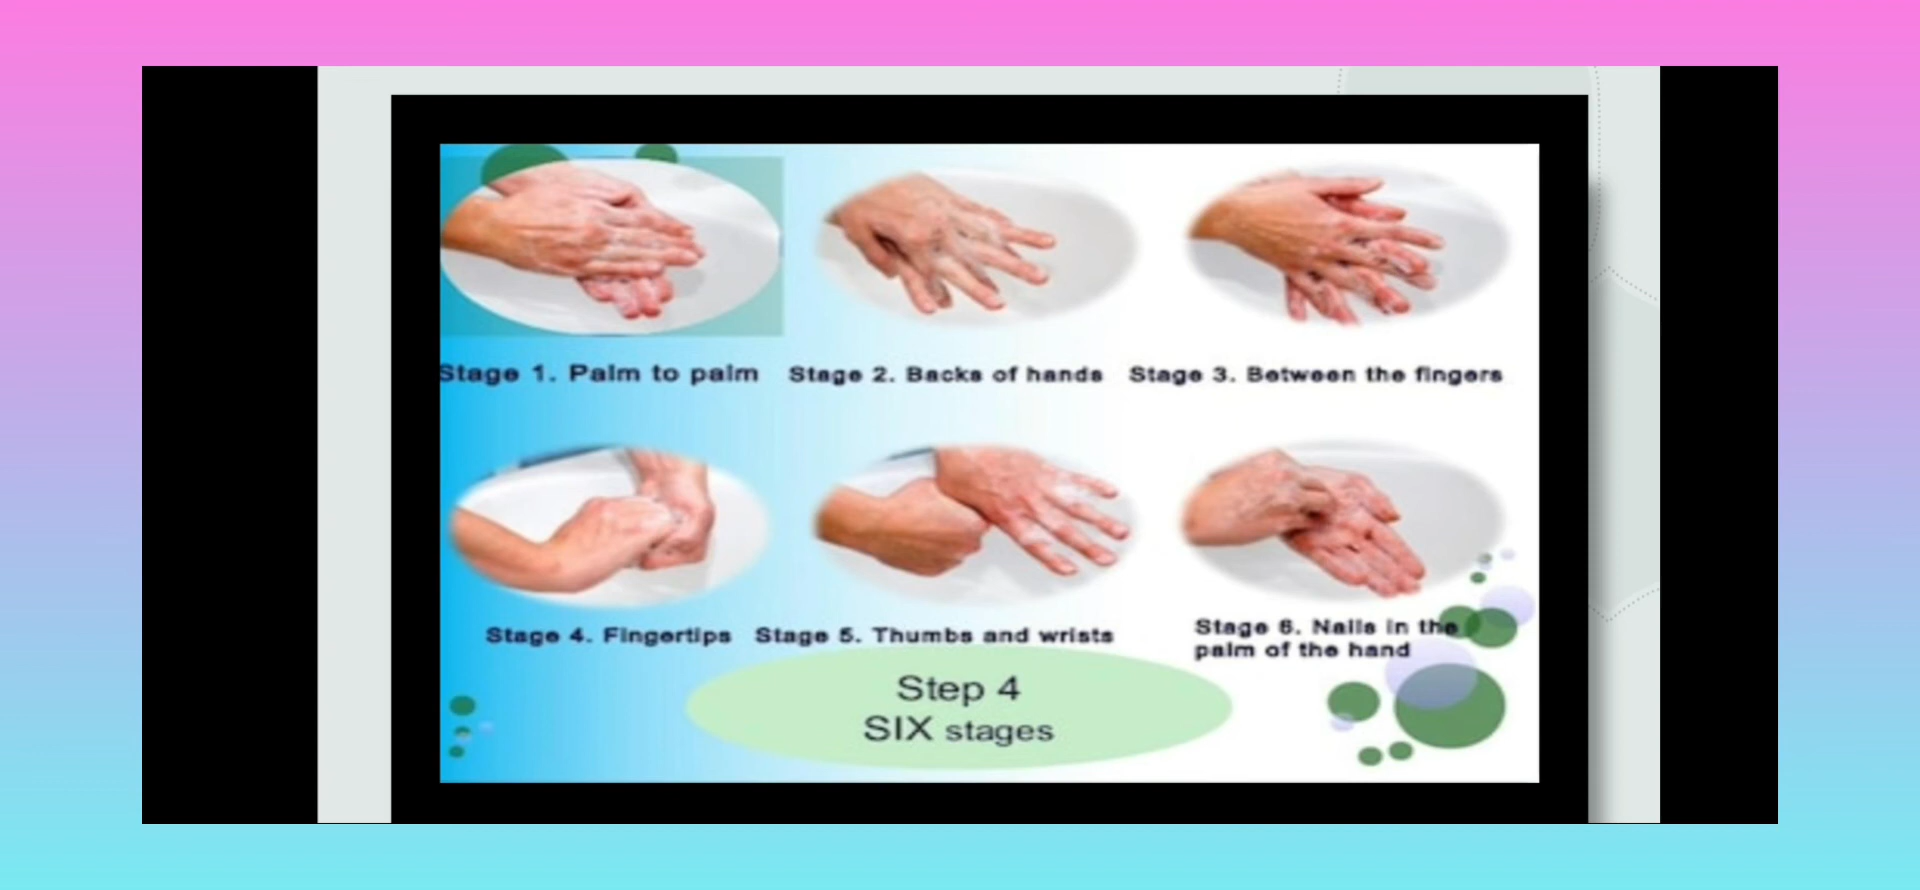 Stage 1. Palm to palm
Stage 2. Backs of hands
Stage 3. Between the fingers
Stage 4. Fingertips
Stage 5. Thumbs and wrists
Stage 6. Nails in the
palm of the hand
Step 4
SIX stages